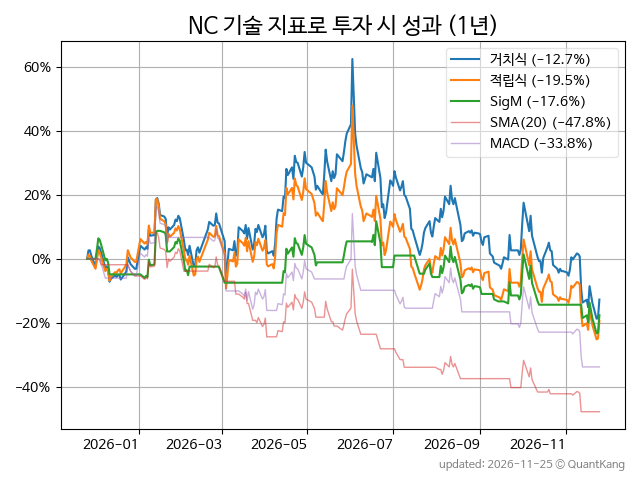 NC 기술 지표로 투자 시 성과 (1년)
거치식 (−12.7%)
적립식 (−19.5%)
SigM (−17.6%)
SMA(20) (−47.8%)
MACD (−33.8%)
60%
40%
20%
0%
−20%
−40%
2026-01 2026-03 2026-05 2026-07 2026-09 2026-11
updated: 2026-11-25 ⓒ QuantKang